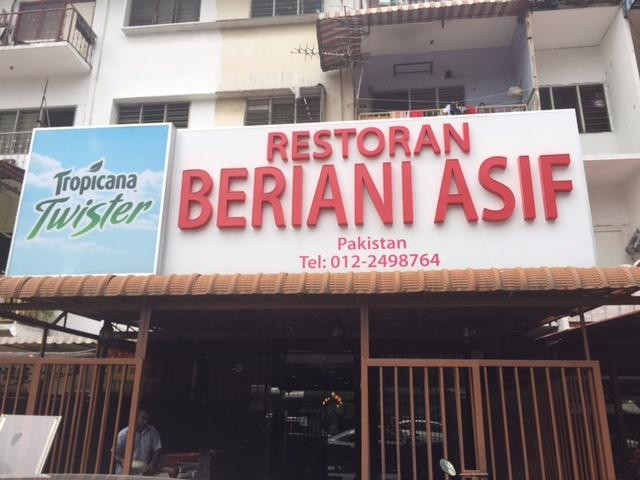 Tropicana
Twister
RESTORAN
BERIANI ASIF
Pakistan
Tel: 012-2498764